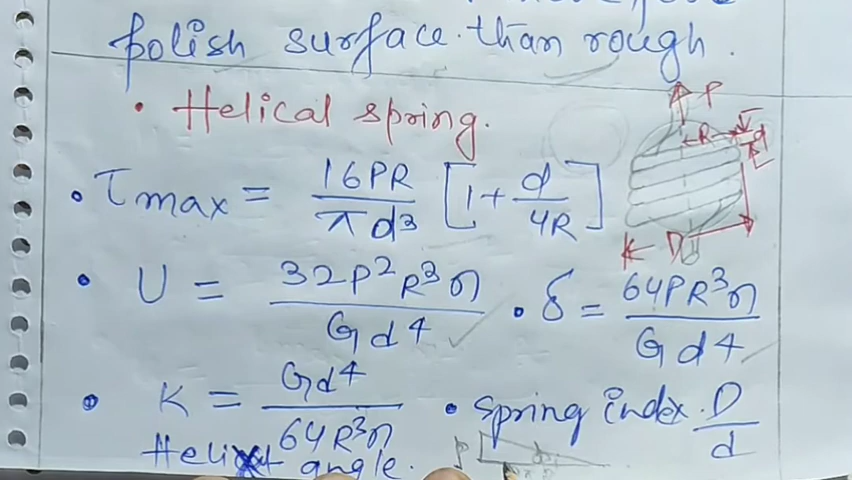 polish surface. than rough.
• Helical spring.
P
R
d
• τmax = 16PR / πd³ [1 + d/4R]
D
• U = 32P²R³n / Gd4 • δ = 64PR³n / Gd4
• K = Gd4 / 64R³n • Spring index. D/d
angle.
P